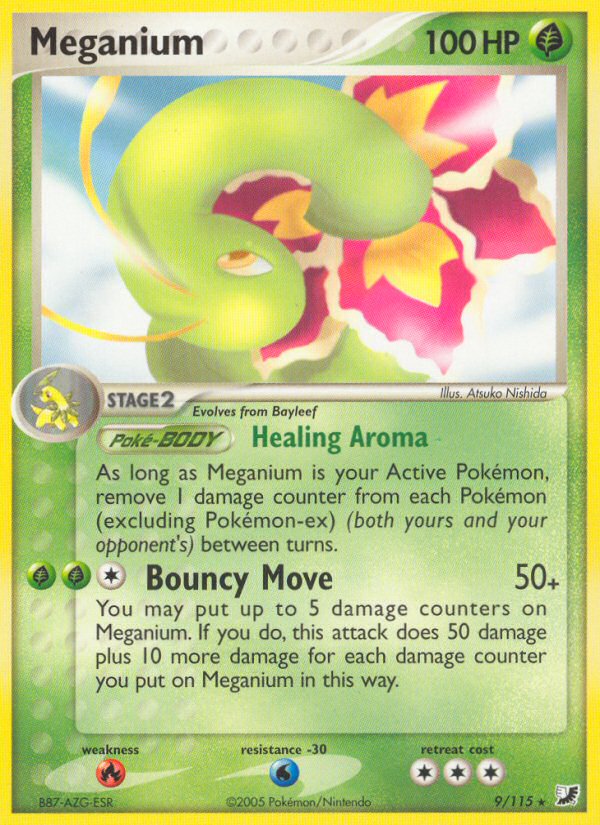 Meganium 100 HP
Illus. Atsuko Nishida
STAGE 2
Evolves from Bayleef
Poké-BODY Healing Aroma
As long as Meganium is your Active Pokémon,
remove 1 damage counter from each Pokémon
(excluding Pokémon-ex) (both yours and your
opponent's) between turns.
Bouncy Move 50+
You may put up to 5 damage counters on
Meganium. If you do, this attack does 50 damage
plus 10 more damage for each damage counter
you put on Meganium in this way.
weakness resistance -30 retreat cost
B87-AZG-ESR ©2005 Pokémon/Nintendo 9/115 ★